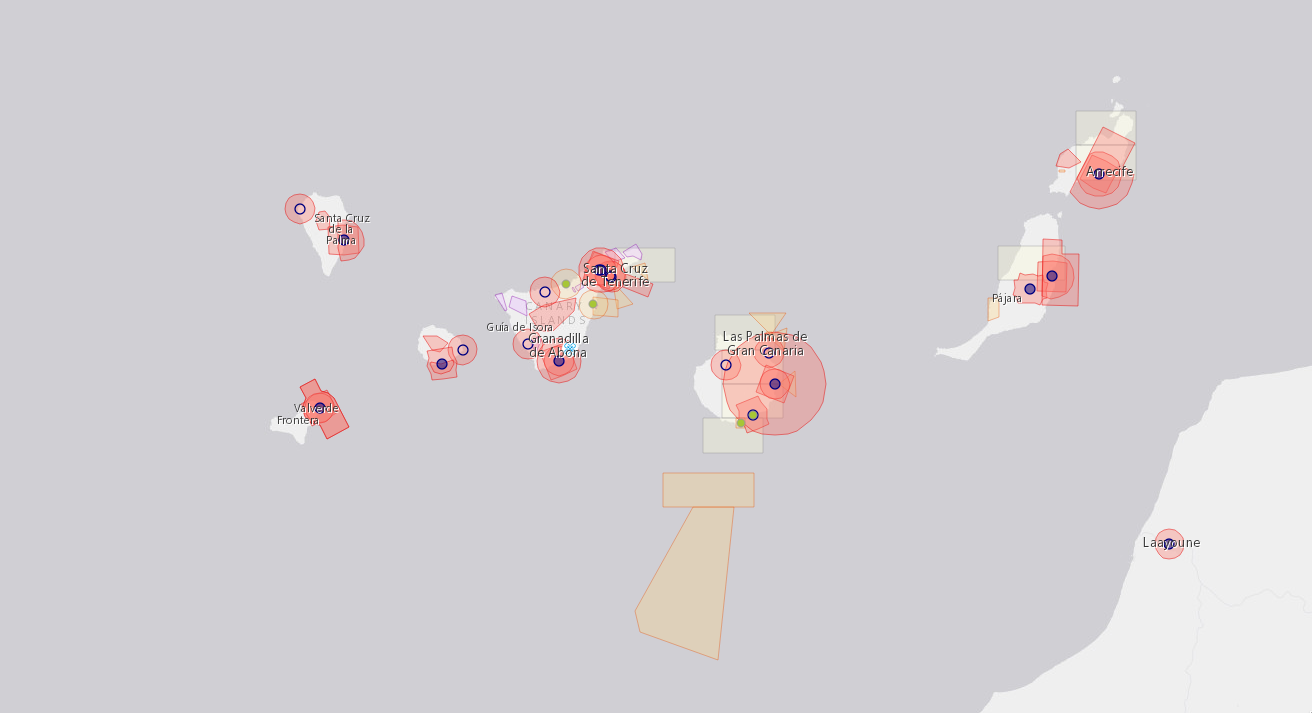 Arrecife
Santa Cruz
de la
Palma
Santa Cruz
de Tenerife
Pájara
CANARY
ISLANDS
Guía de Isora
Granadilla
de Abona
Las Palmas de
Gran Canaria
Valverde
Frontera
Laayoune